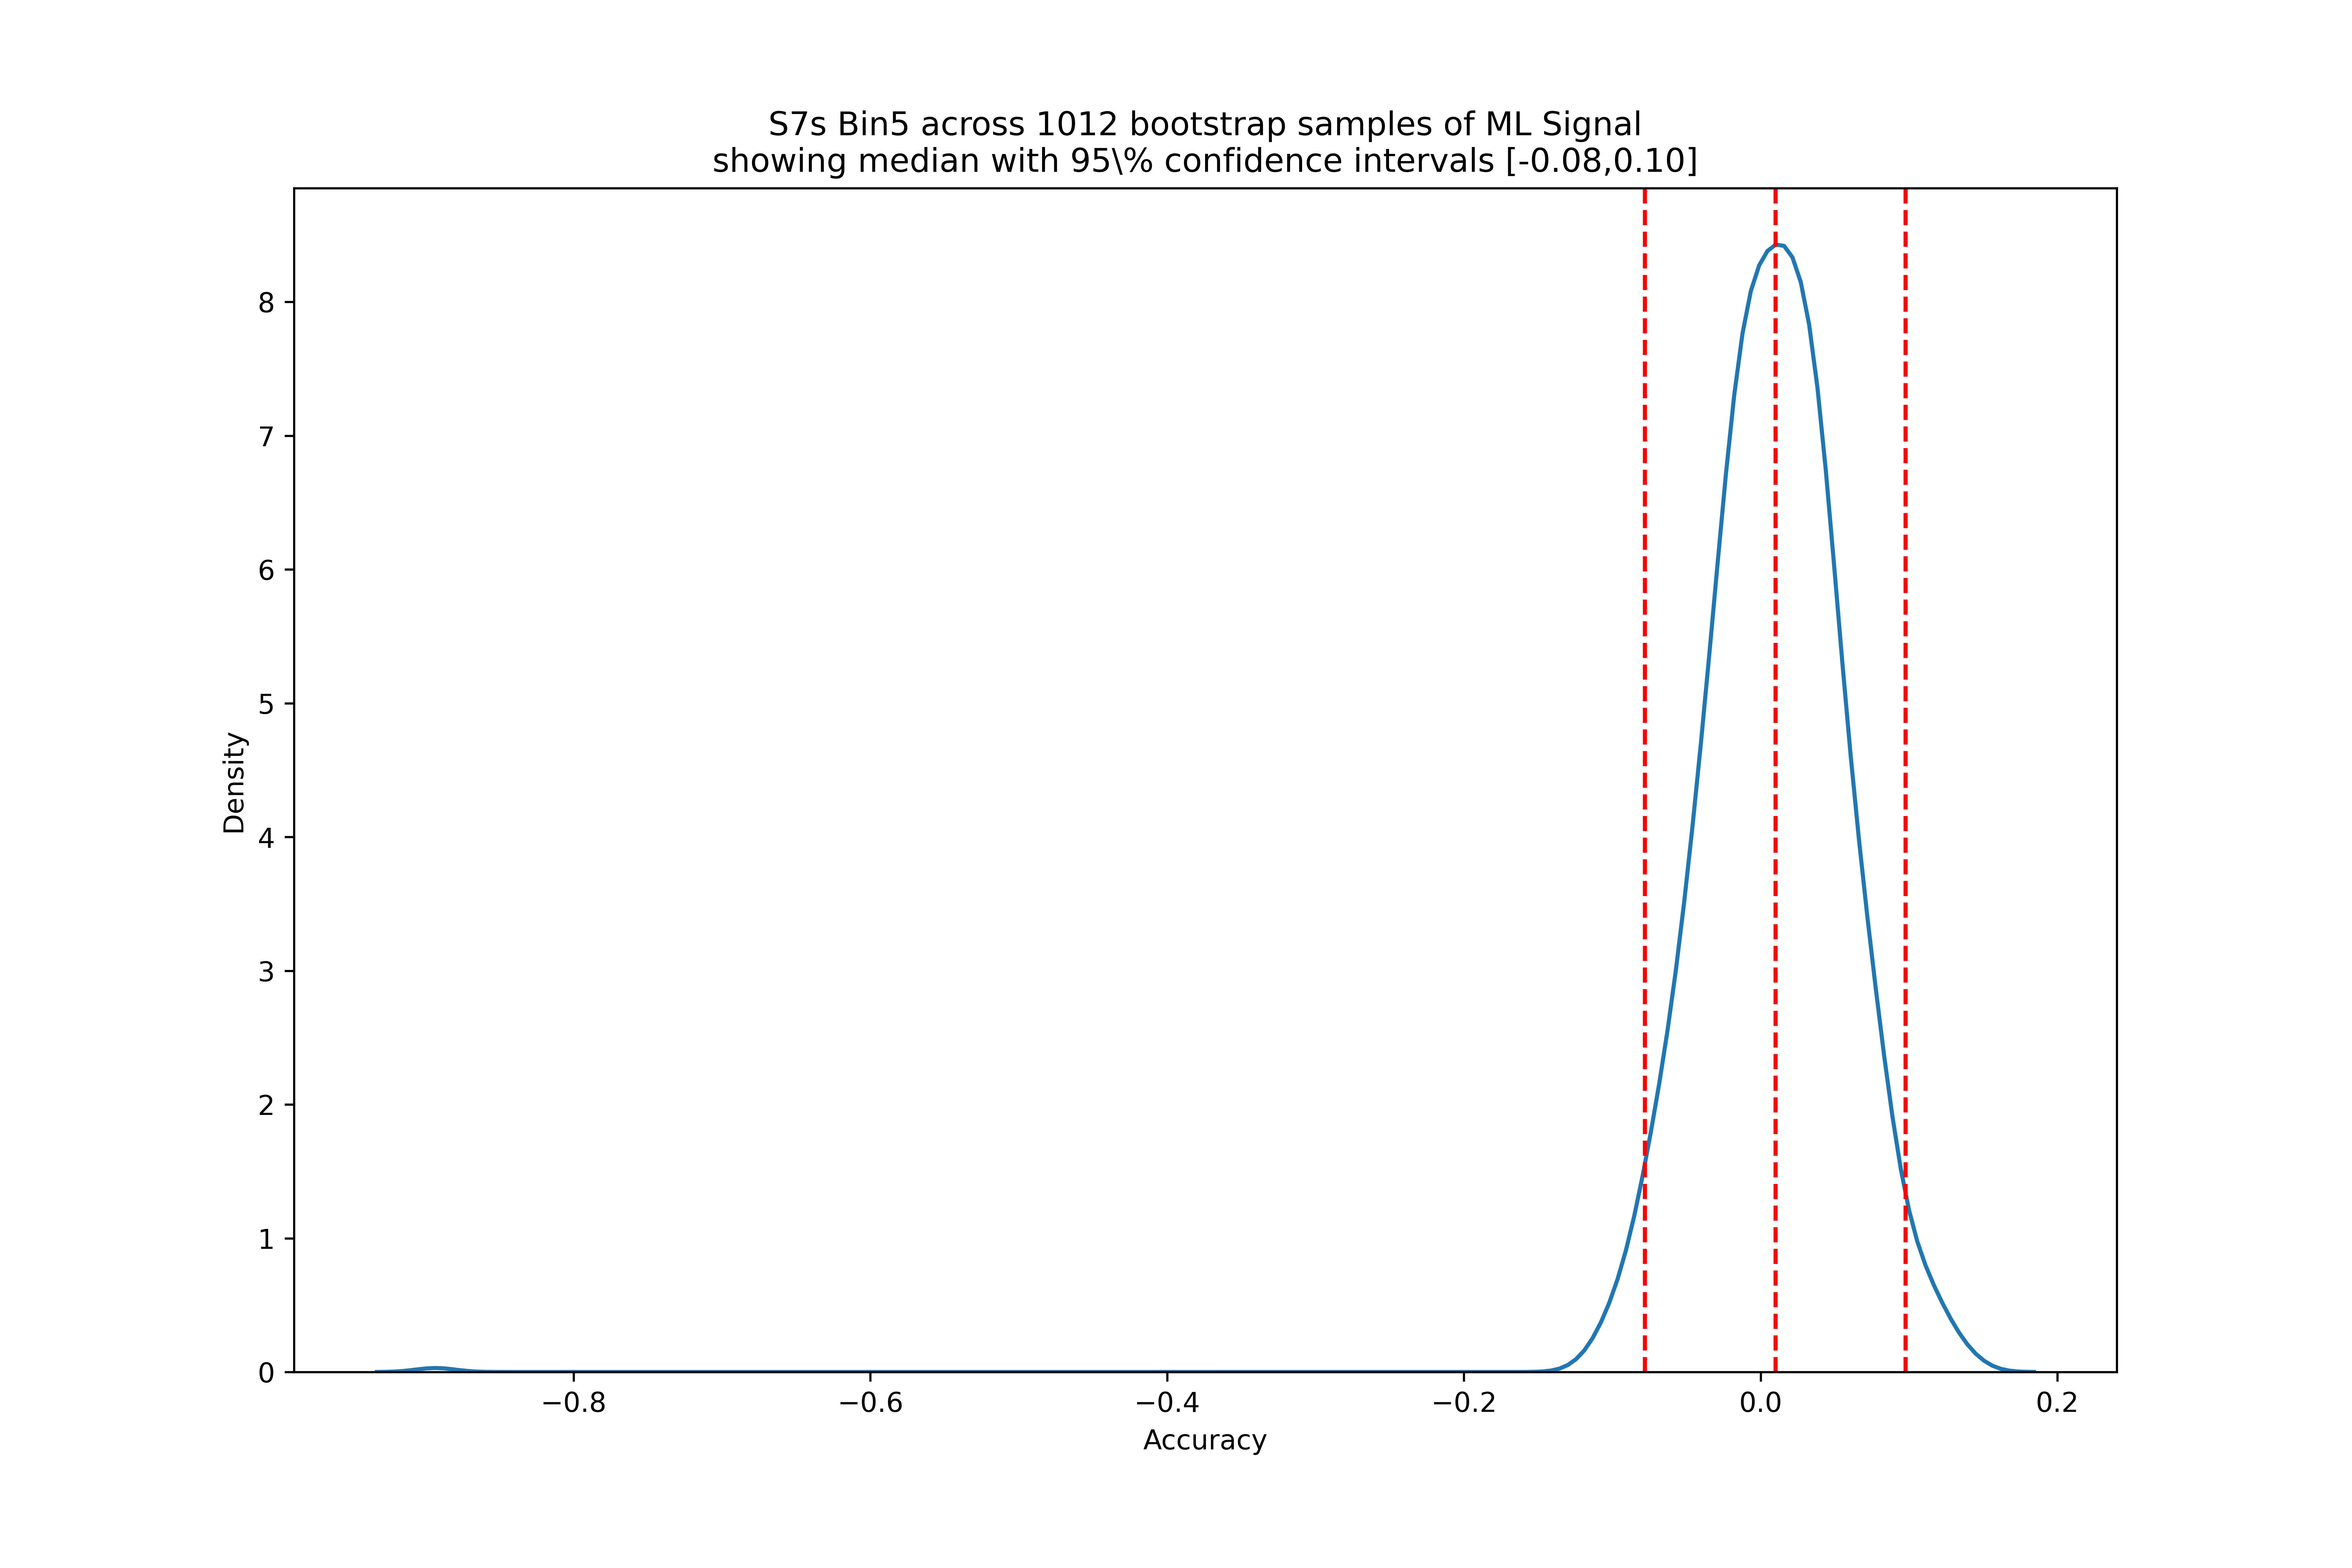 S7s Bin5 across 1012 bootstrap samples of ML Signal
showing median with 95\% confidence intervals [-0.08,0.10]
8
7
6
5
4
3
2
1
0
Density
−0.8 −0.6 −0.4 −0.2 0.0 0.2
Accuracy